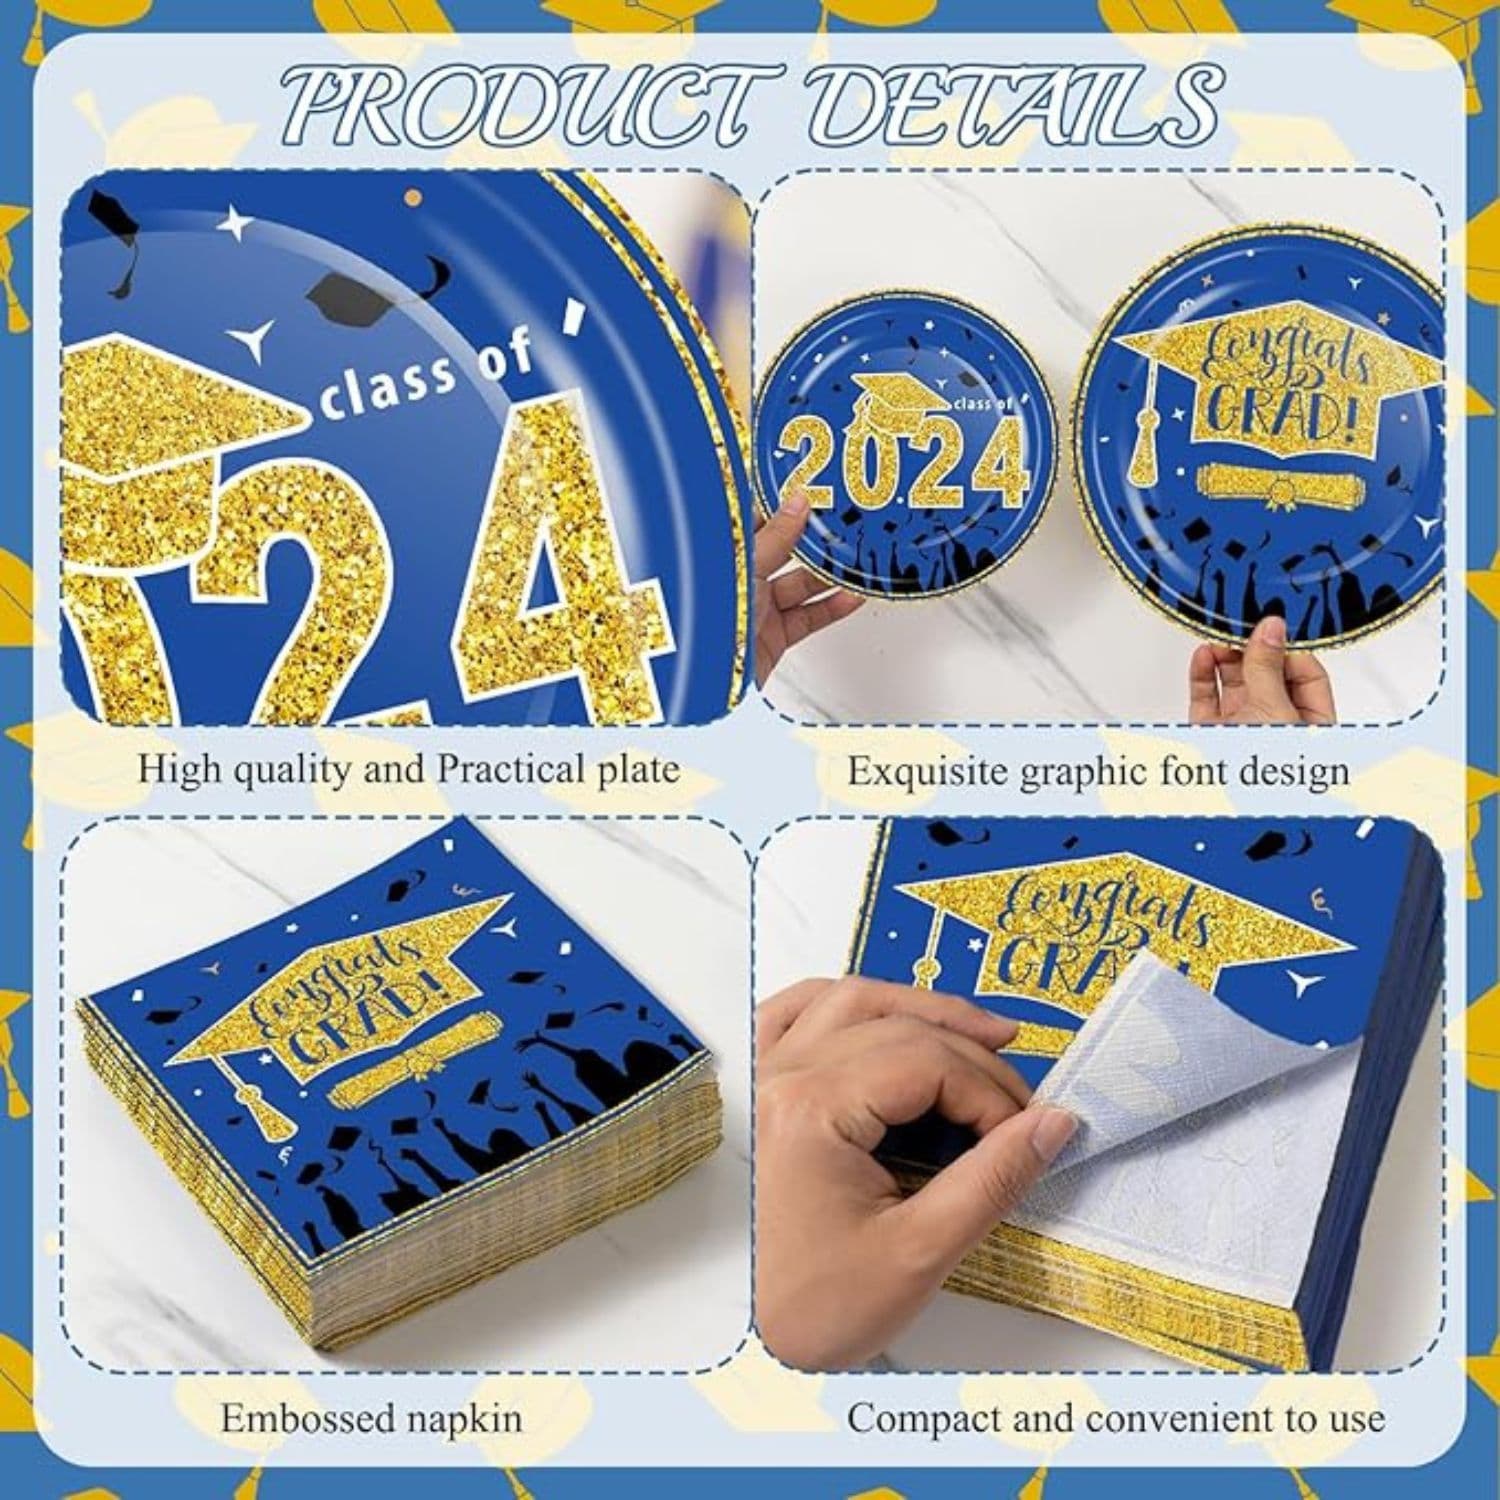 PRODUCT DETAILS
class of
24
class of
2024
Congrats
GRAD!
High quality and Practical plate
Exquisite graphic font design
Congrats
GRAD!
Congrats
GRA
Embossed napkin
Compact and convenient to use